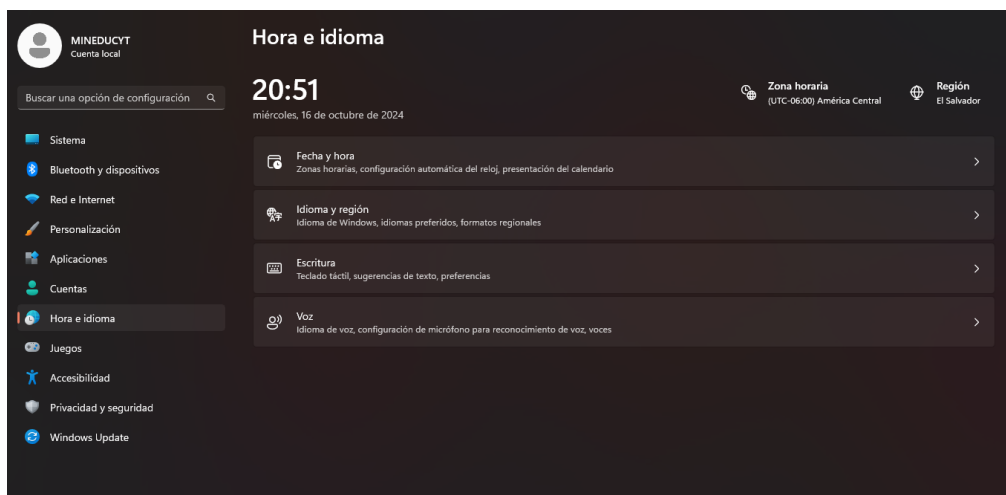 MINEDUCYT
Cuenta local
Buscar una opción de configuración
Sistema
Bluetooth y dispositivos
Red e Internet
Personalización
Aplicaciones
Cuentas
Hora e idioma
Juegos
Accesibilidad
Privacidad y seguridad
Windows Update
Hora e idioma
20:51
miércoles, 16 de octubre de 2024
Zona horaria
(UTC-06:00) América Central
Región
El Salvador
Fecha y hora
Zonas horarias, configuración automática del reloj, presentación del calendario
Idioma y región
Idioma de Windows, idiomas preferidos, formatos regionales
Escritura
Teclado táctil, sugerencias de texto, preferencias
Voz
Idioma de voz, configuración de micrófono para reconocimiento de voz, voces